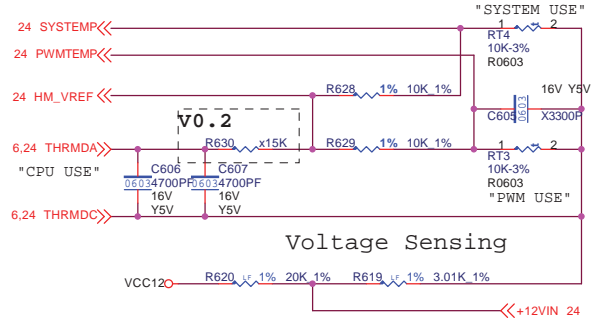 "SYSTEM USE"
24 SYSTEMP
1 2
RT4
10K-3%
R0603
24 PWMTEMP
24 HM_VREF
R628 1% 10K_1%
16V Y5V
C605 0603 X3300P
V0.2
6,24 THRMDA
R630 x15K
R629 1% 10K_1%
1 2
RT3
10K-3%
R0603
"PWM USE"
"CPU USE"
C606 C607
0603 4700PF 0603 4700PF
16V 16V
Y5V Y5V
6,24 THRMDC
Voltage Sensing
VCC12 R620 LF 1% 20K_1% R619 LF 1% 3.01K_1%
+12VIN 24